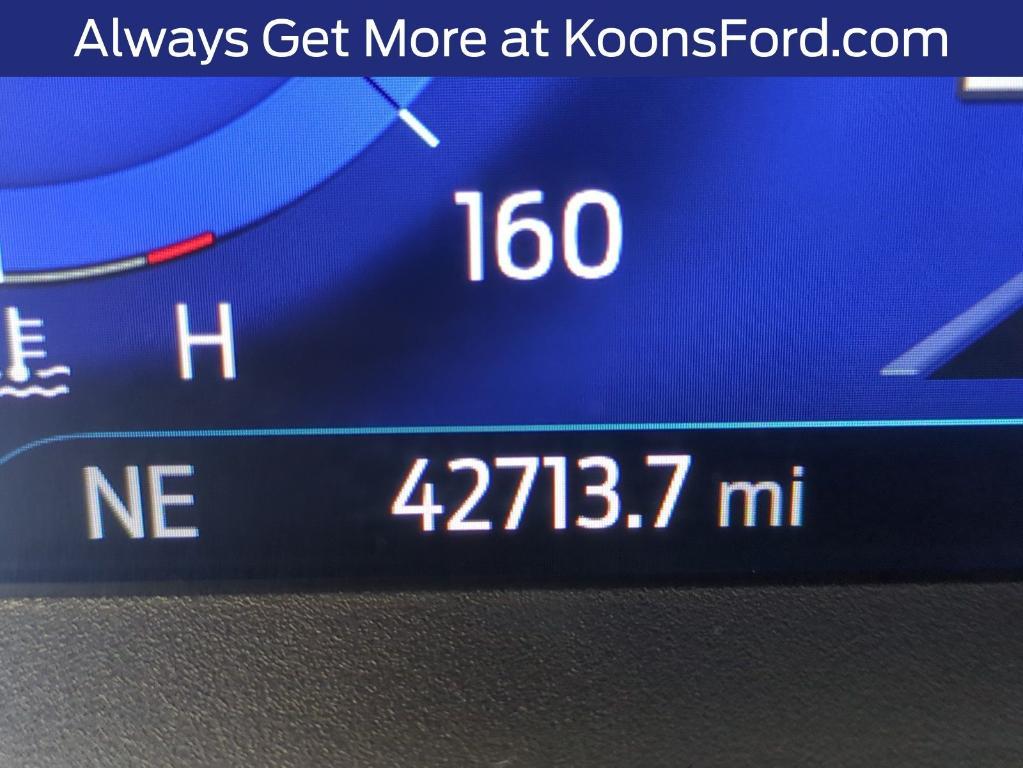 Always Get More at KoonsFord.com
160
H
NE 42713.7 mi